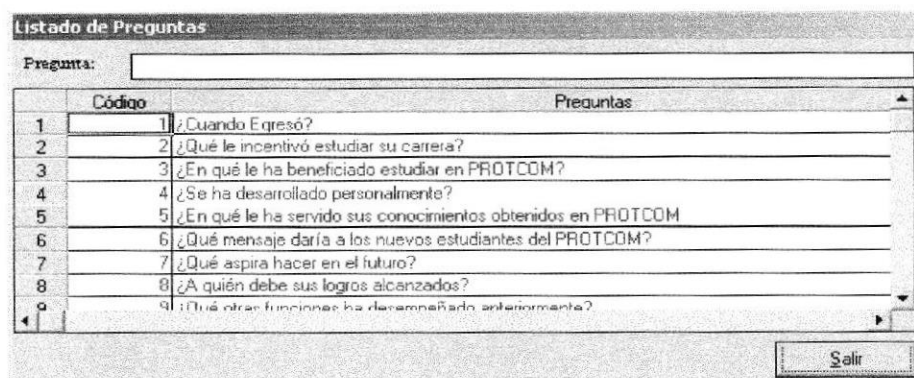 Listado de Preguntas
Pregunta:
Código Preguntas
1 1 ¿Cuando Egresó?
2 2 ¿Qué le incentivó estudiar su carrera?
3 3 ¿En qué le ha beneficiado estudiar en PROTCOM?
4 4 ¿Se ha desarrollado personalmente?
5 5 ¿En qué le ha servido sus conocimientos obtenidos en PROTCOM
6 6 ¿Qué mensaje daría a los nuevos estudiantes del PROTCOM?
7 7 ¿Qué aspira hacer en el futuro?
8 8 ¿A quién debe sus logros alcanzados?
9 9 ¿Qué otras funciones ha desempeñado anteriormente?
Salir